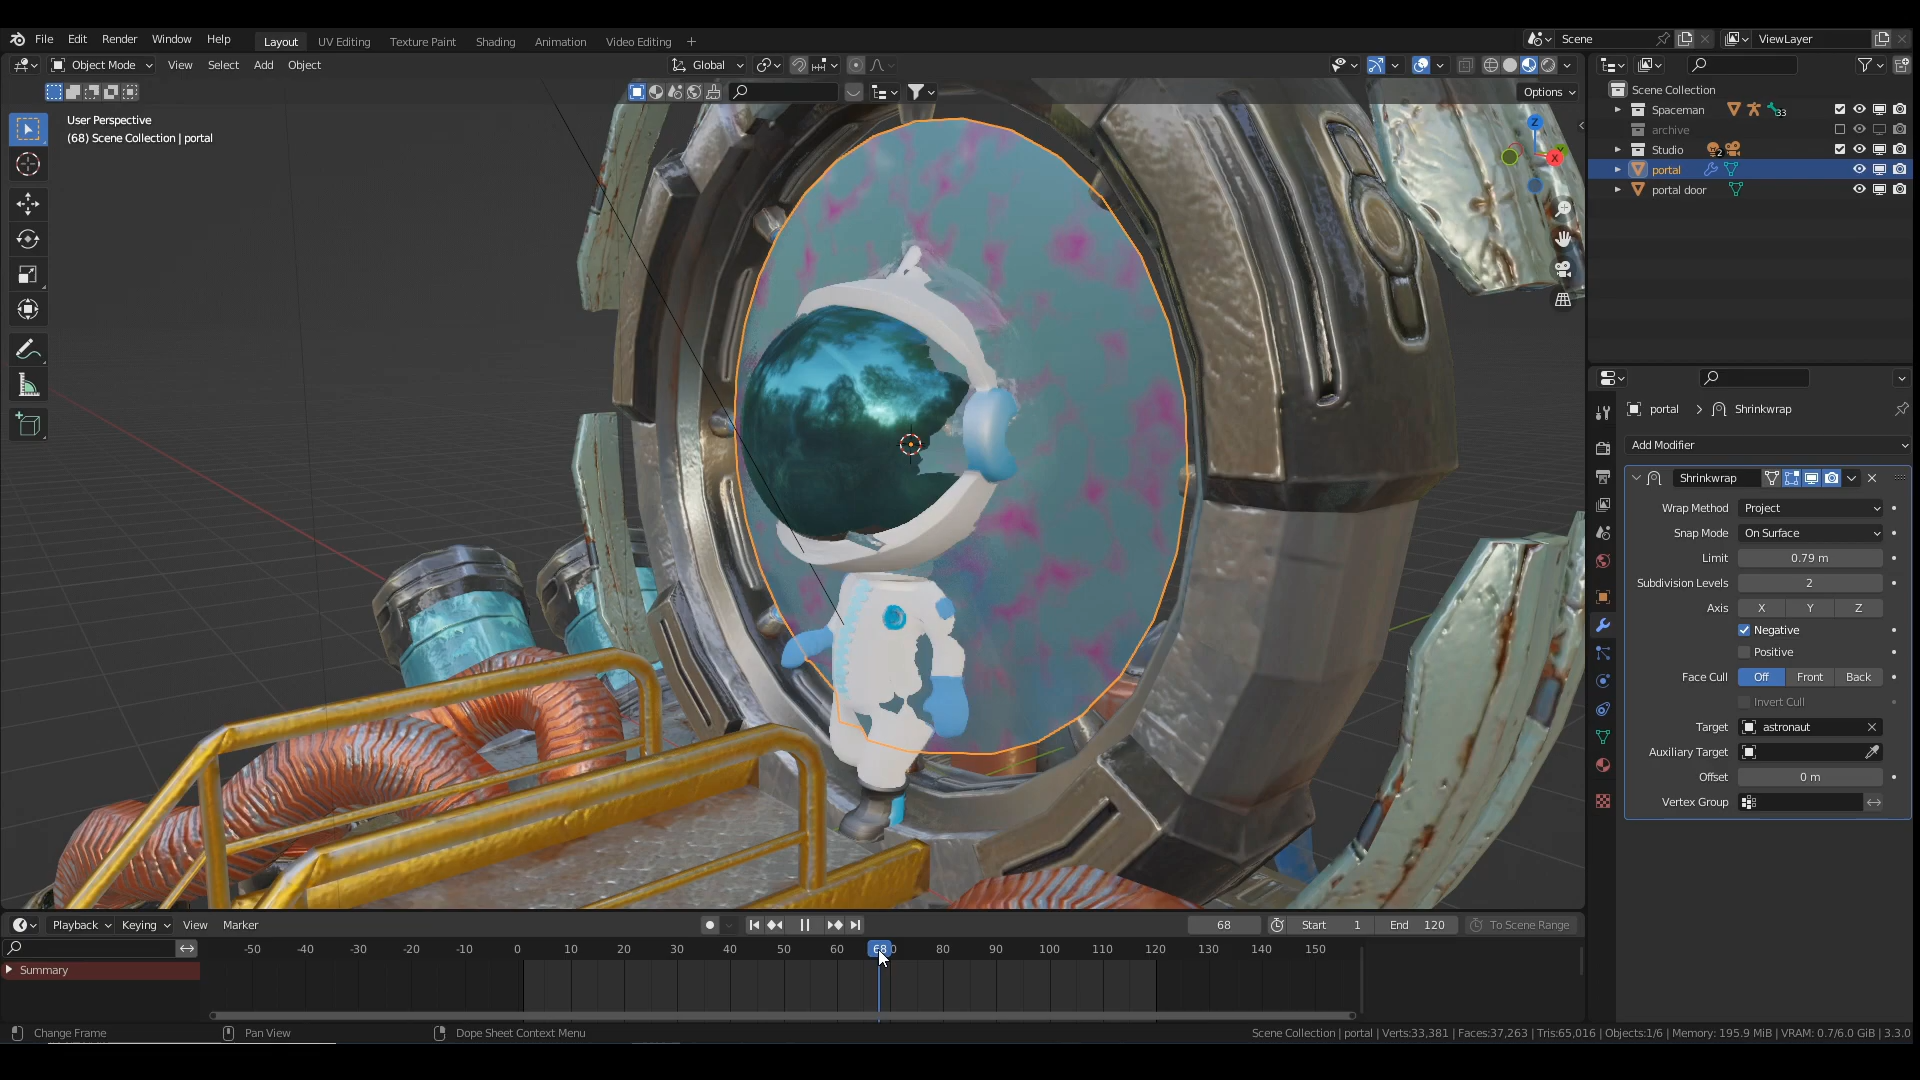 File Edit Render Window Help Layout UV Editing Texture Paint Shading Animation Video Editing + Scene ViewLayer
Object Mode View Select Add Object Global
Options
User Perspective
(68) Scene Collection | portal
Z
X
Scene Collection
Spaceman 33
archive
Studio 2
portal
portal door
portal > Shrinkwrap
Add Modifier
Shrinkwrap
Wrap Method Project
Snap Mode On Surface
Limit 0.79 m
Subdivision Levels 2
Axis X Y Z
Negative
Positive
Face Cull Off Front Back
Invert Cull
Target astronaut
Auxiliary Target
Offset 0 m
Vertex Group
Playback Keying View Marker 68 Start 1 End 120 To Scene Range
-50 -40 -30 -20 -10 0 10 20 30 40 50 60 68 80 90 100 110 120 130 140 150
Summary
Change Frame Pan View Dope Sheet Context Menu Scene Collection | portal | Verts:33,381 | Faces:37,263 | Tris:65,016 | Objects:1/6 | Memory: 195.9 MiB | VRAM: 0.7/6.0 GiB | 3.3.0